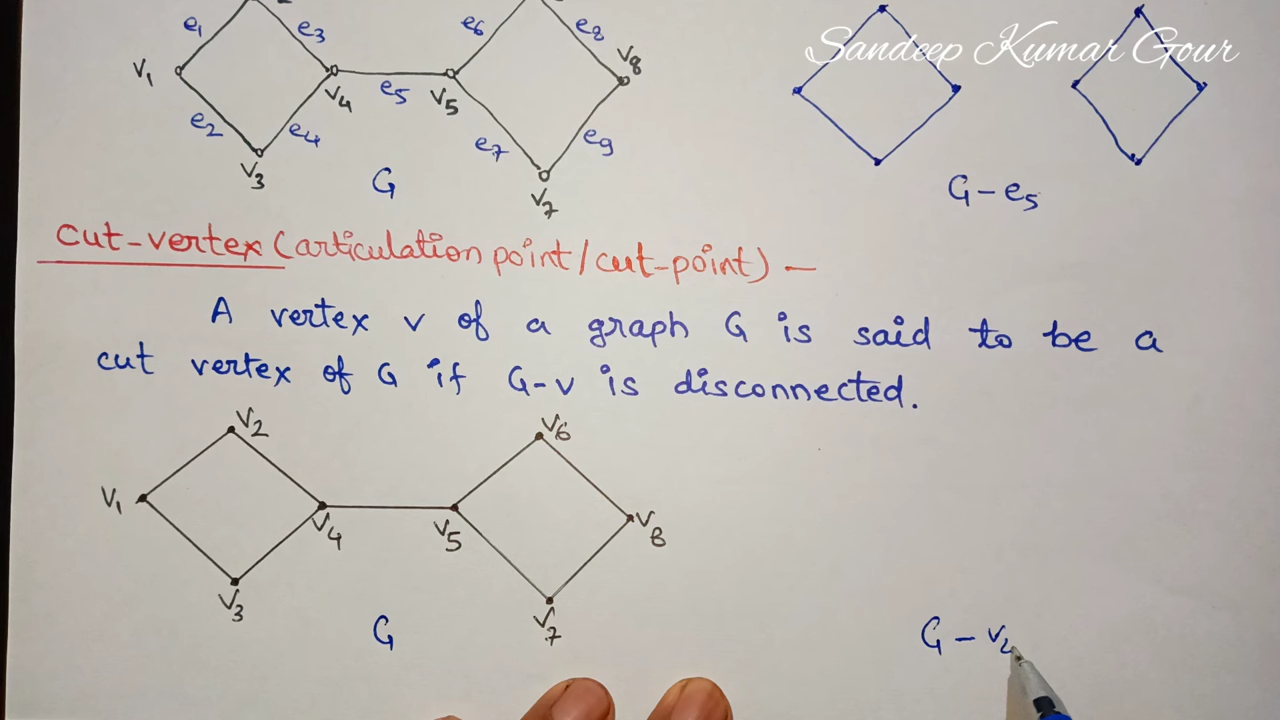 Sandeep Kumar Gour
e1 e3 e6 e8
V1 V4 e5 V5 V8
e2 e4 e7 e9
V3 G V7 G - e5
cut-vertex (articulation point / cut-point) -
A vertex v of a graph G is said to be a
cut vertex of G if G-v is disconnected.
V2 V6
V1 V4 V5 V8
V3 V7
G G - V